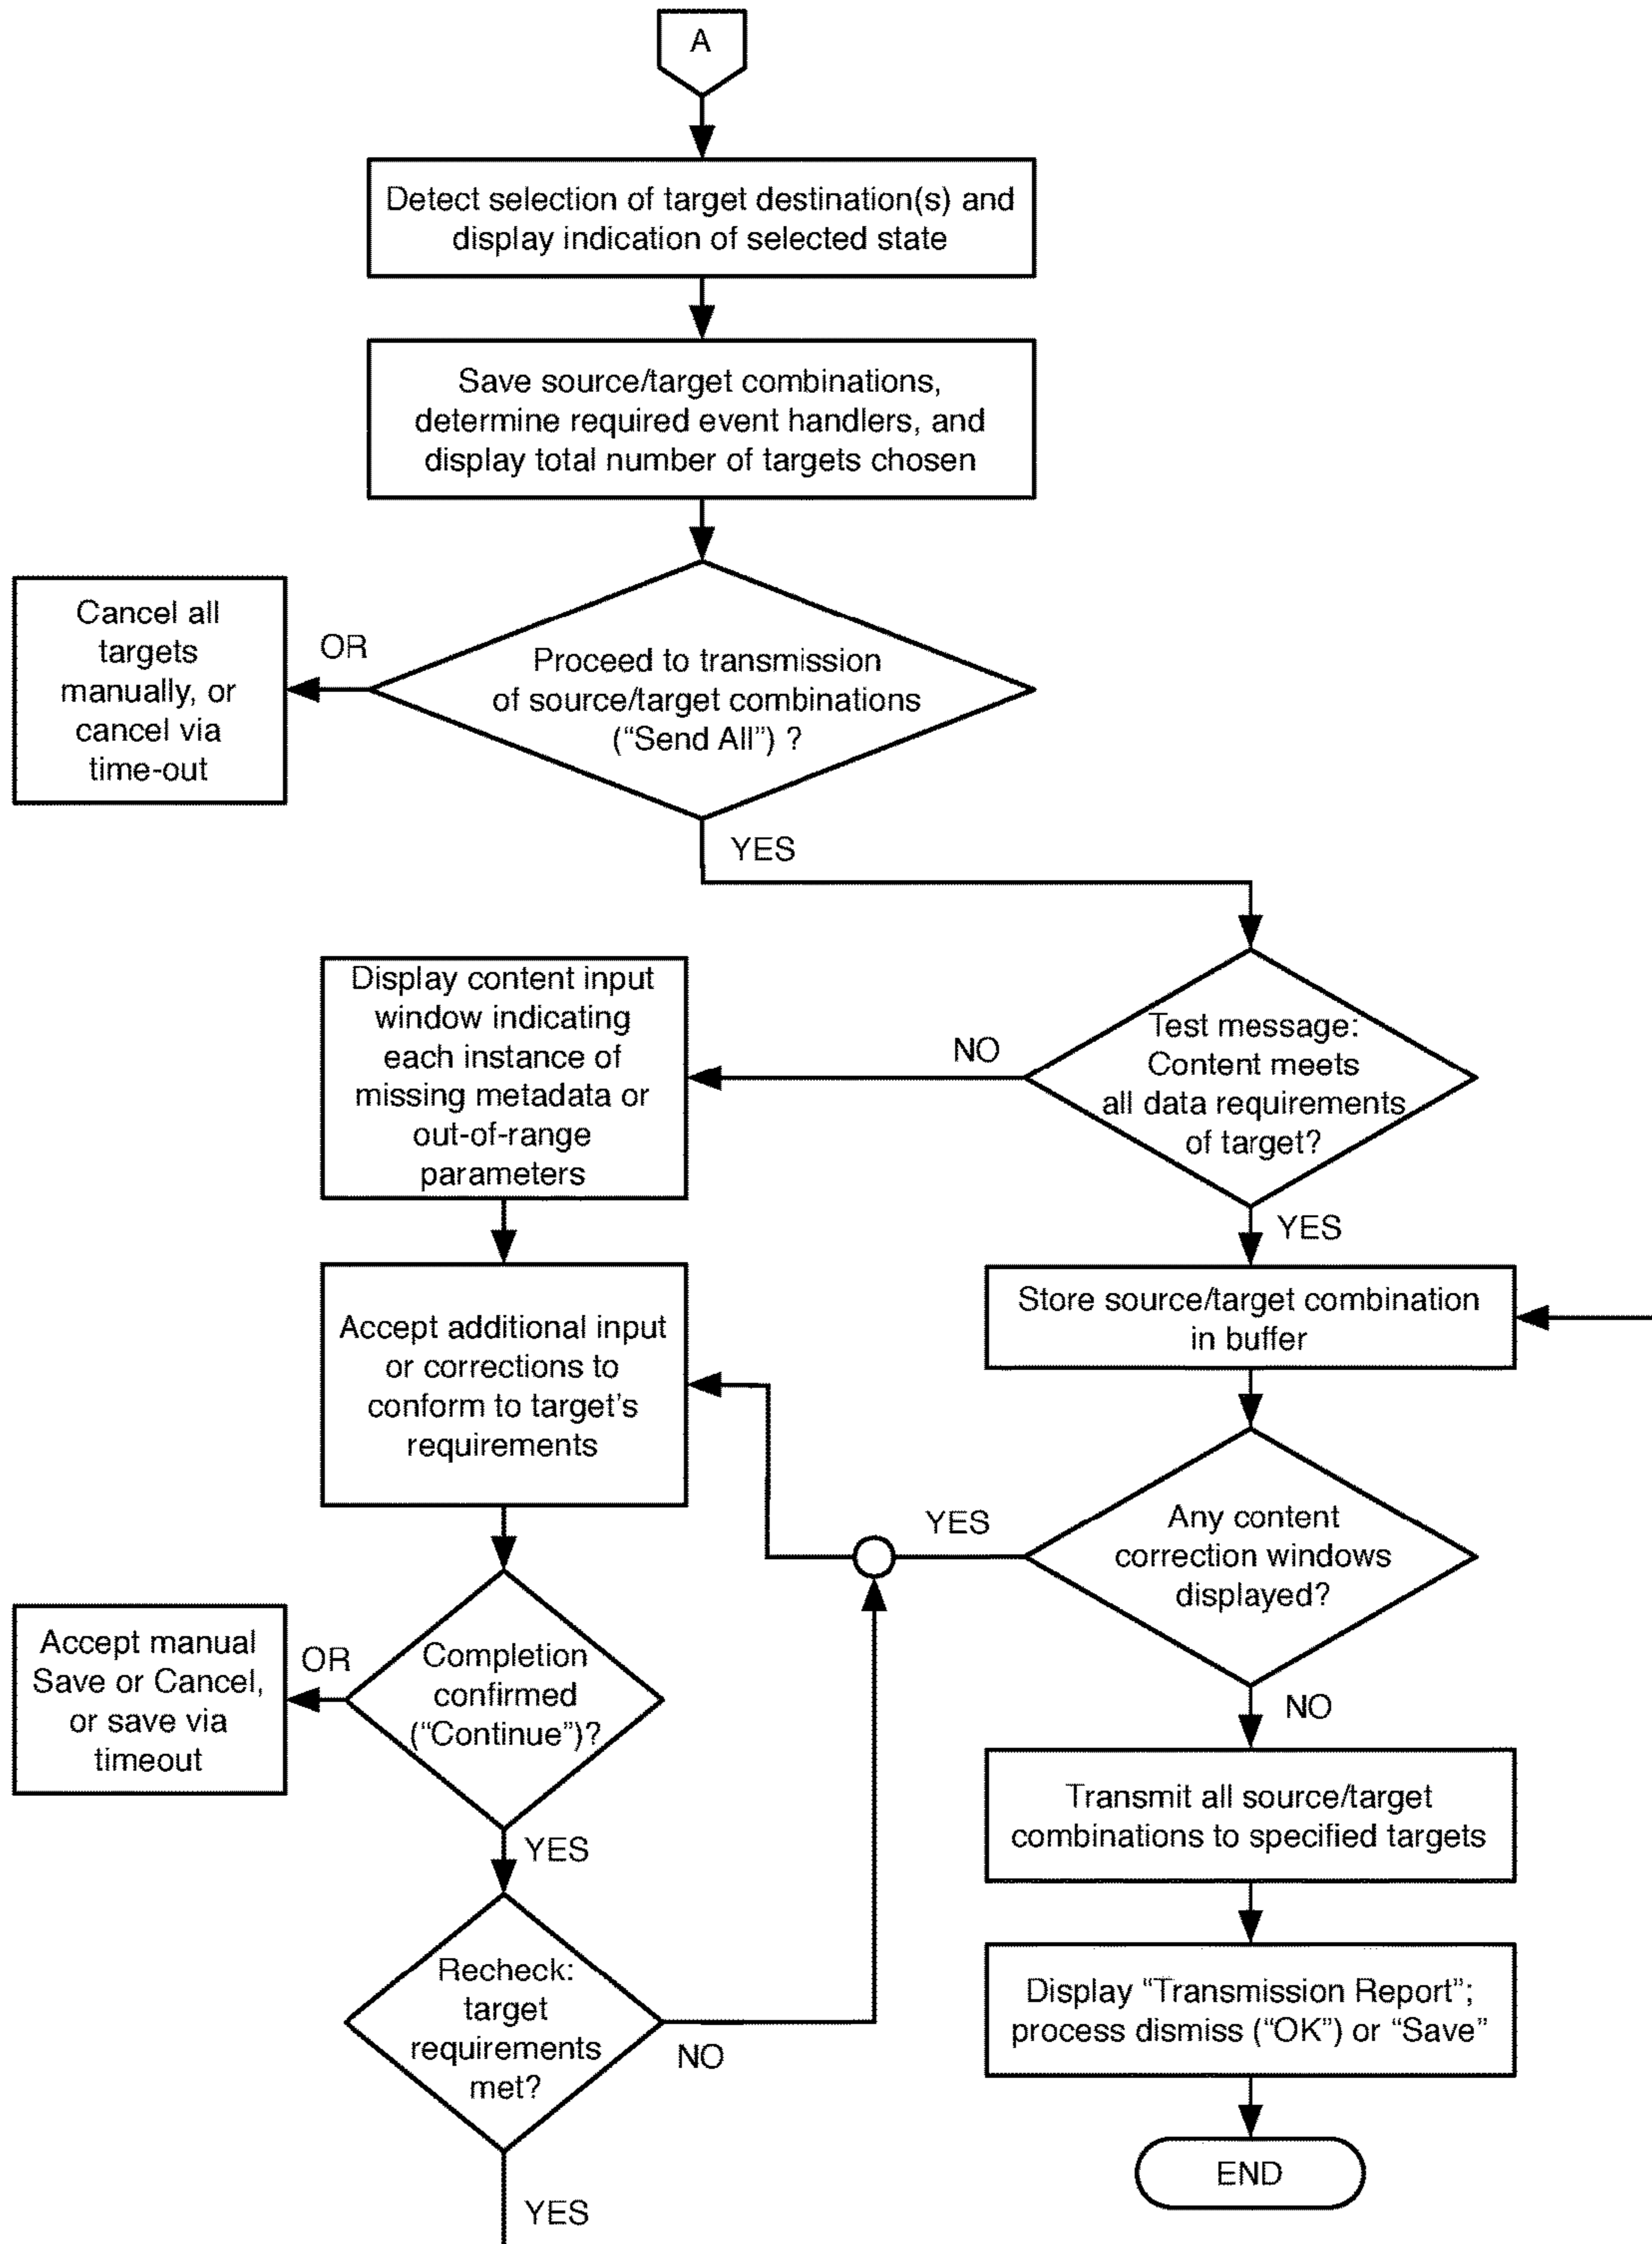 A
Detect selection of target destination(s) and
display indication of selected state
Save source/target combinations,
determine required event handlers, and
display total number of targets chosen
Cancel all
targets
manually, or
cancel via
time-out
OR
Proceed to transmission
of source/target combinations
(“Send All”) ?
YES
Display content input
window indicating
each instance of
missing metadata or
out-of-range
parameters
NO
Test message:
Content meets
all data requirements
of target?
YES
Accept additional input
or corrections to
conform to target’s
requirements
Store source/target combination
in buffer
YES
Any content
correction windows
displayed?
Accept manual
Save or Cancel,
or save via
timeout
OR
Completion
confirmed
(“Continue”)?
NO
YES
Transmit all source/target
combinations to specified targets
Recheck:
target
requirements
met?
NO
Display “Transmission Report”;
process dismiss (“OK”) or “Save”
YES
END